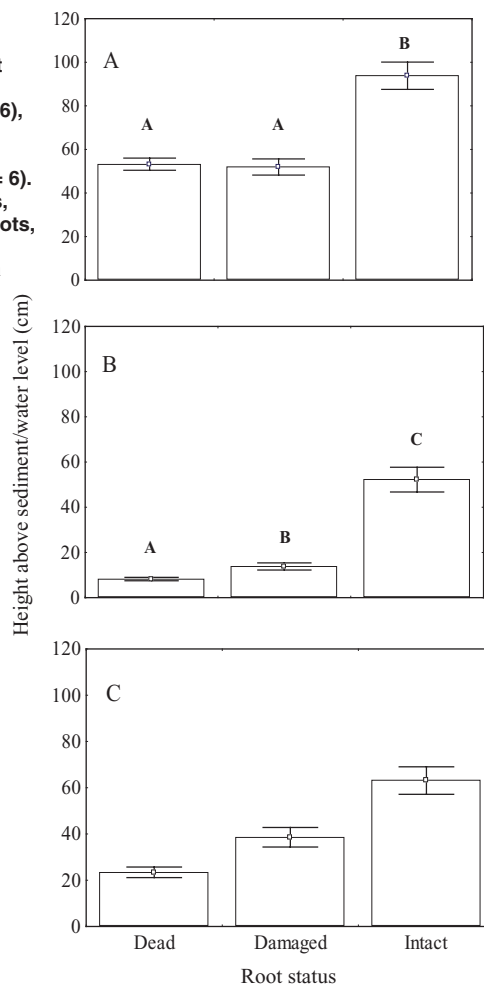 t
6),
= 6).
s,
ots,
Height above sediment/water level (cm)
120
100
80
60
40
20
0
A
A
A
B
120
100
80
60
40
20
0
B
A
B
C
120
100
80
60
40
20
0
C
Dead Damaged Intact
Root status